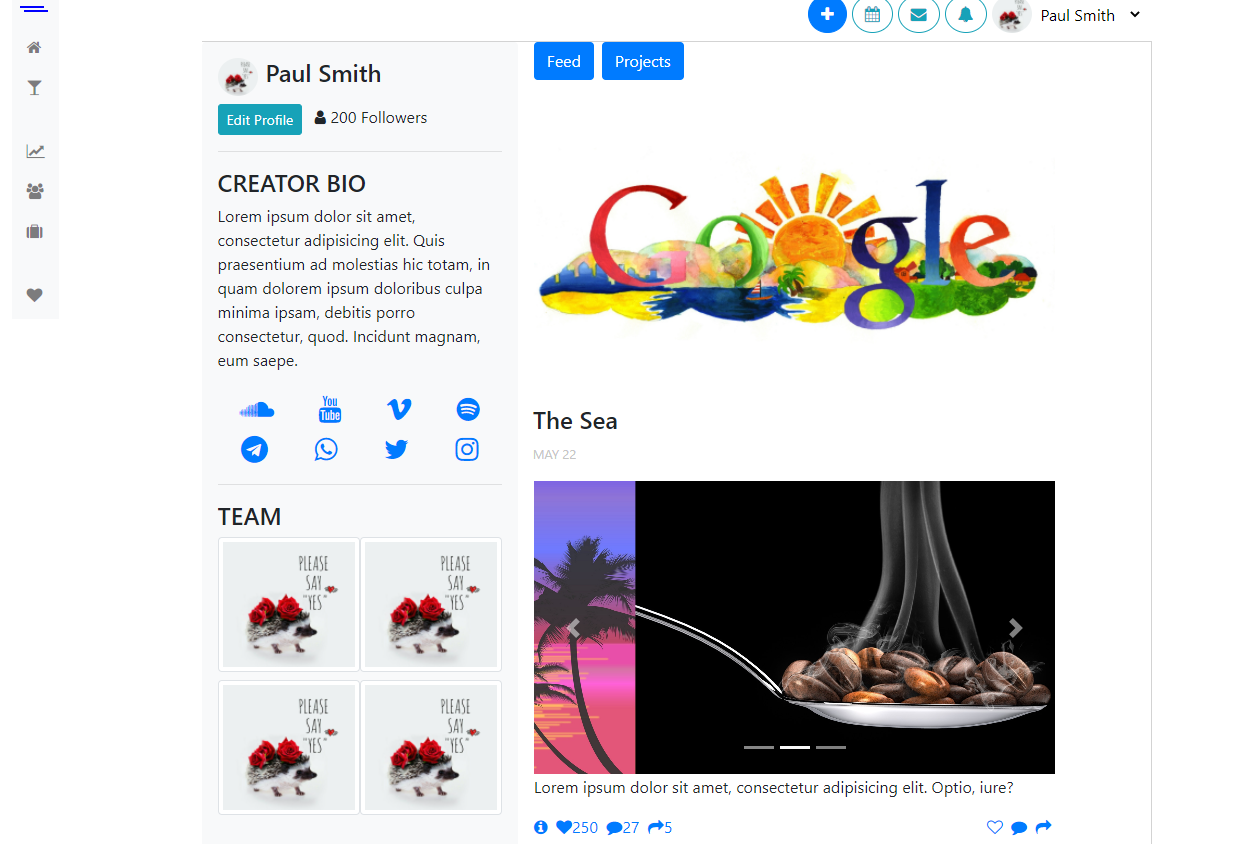 Paul Smith
Paul Smith
Edit Profile
200 Followers
CREATOR BIO
Lorem ipsum dolor sit amet,
consectetur adipisicing elit. Quis
praesentium ad molestias hic totam, in
quam dolorem ipsum doloribus culpa
minima ipsam, debitis porro
consectetur, quod. Incidunt magnam,
eum saepe.
You
Tube
TEAM
PLEASE
SAY
"YES"
PLEASE
SAY
"YES"
PLEASE
SAY
"YES"
PLEASE
SAY
"YES"
Feed
Projects
Google
The Sea
MAY 22
Lorem ipsum dolor sit amet, consectetur adipisicing elit. Optio, iure?
250 27 5